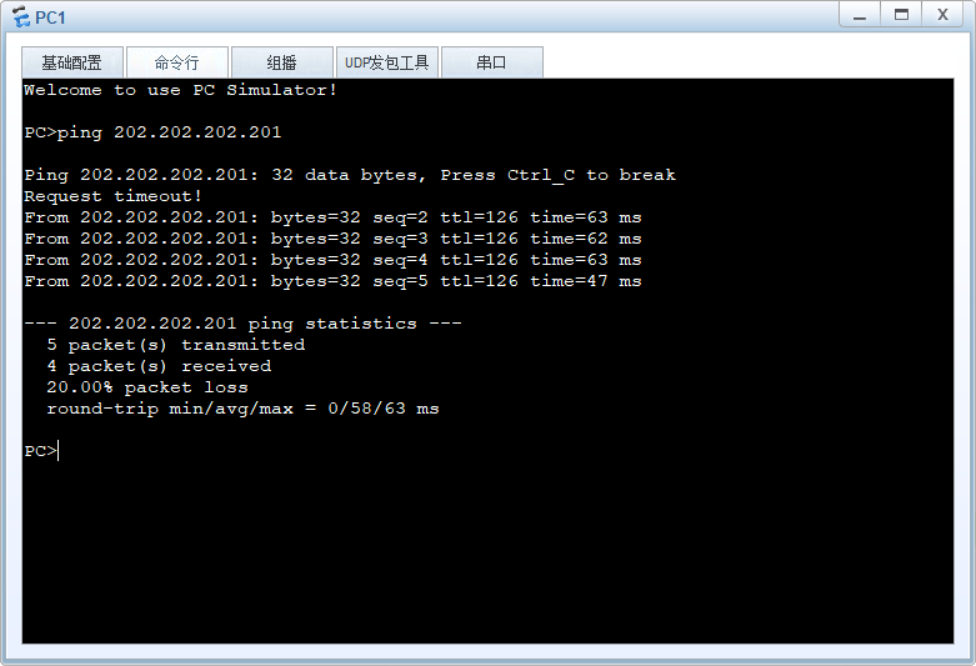 PC1
基础配置 命令行 组播 UDP发包工具 串口
Welcome to use PC Simulator!
PC>ping 202.202.202.201
Ping 202.202.202.201: 32 data bytes, Press Ctrl_C to break
Request timeout!
From 202.202.202.201: bytes=32 seq=2 ttl=126 time=63 ms
From 202.202.202.201: bytes=32 seq=3 ttl=126 time=62 ms
From 202.202.202.201: bytes=32 seq=4 ttl=126 time=63 ms
From 202.202.202.201: bytes=32 seq=5 ttl=126 time=47 ms
--- 202.202.202.201 ping statistics ---
5 packet(s) transmitted
4 packet(s) received
20.00% packet loss
round-trip min/avg/max = 0/58/63 ms
PC>